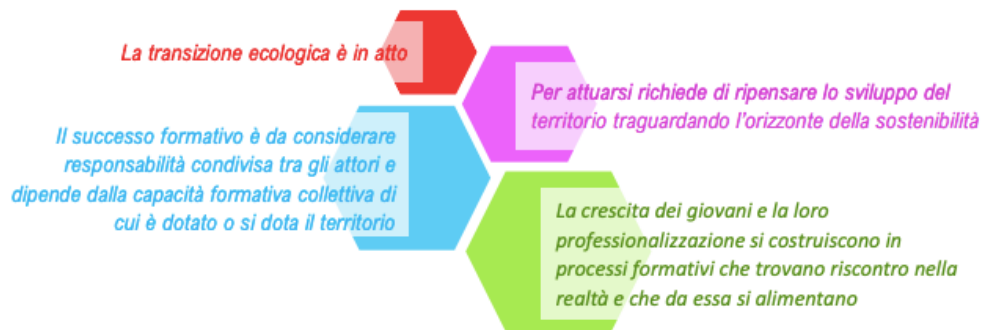 La transizione ecologica è in atto
Per attuarsi richiede di ripensare lo sviluppo del
territorio traguardando l'orizzonte della sostenibilità
Il successo formativo è da considerare
responsabilità condivisa tra gli attori e
dipende dalla capacità formativa collettiva di
cui è dotato o si dota il territorio
La crescita dei giovani e la loro
professionalizzazione si costruiscono in
processi formativi che trovano riscontro nella
realtà e che da essa si alimentano